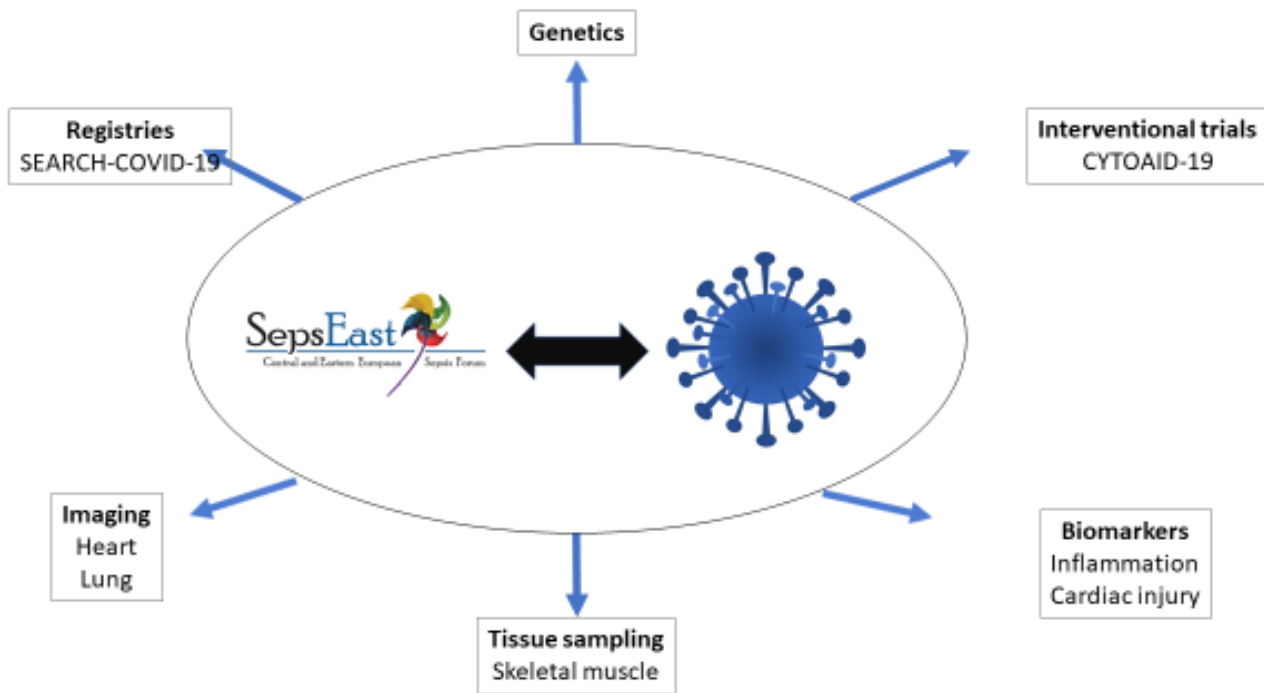 Genetics
Registries
SEARCH-COVID-19
Interventional trials
CYTOAID-19
SepsEast
Central and Eastern European Sepsis Forum
Imaging
Heart
Lung
Biomarkers
Inflammation
Cardiac injury
Tissue sampling
Skeletal muscle